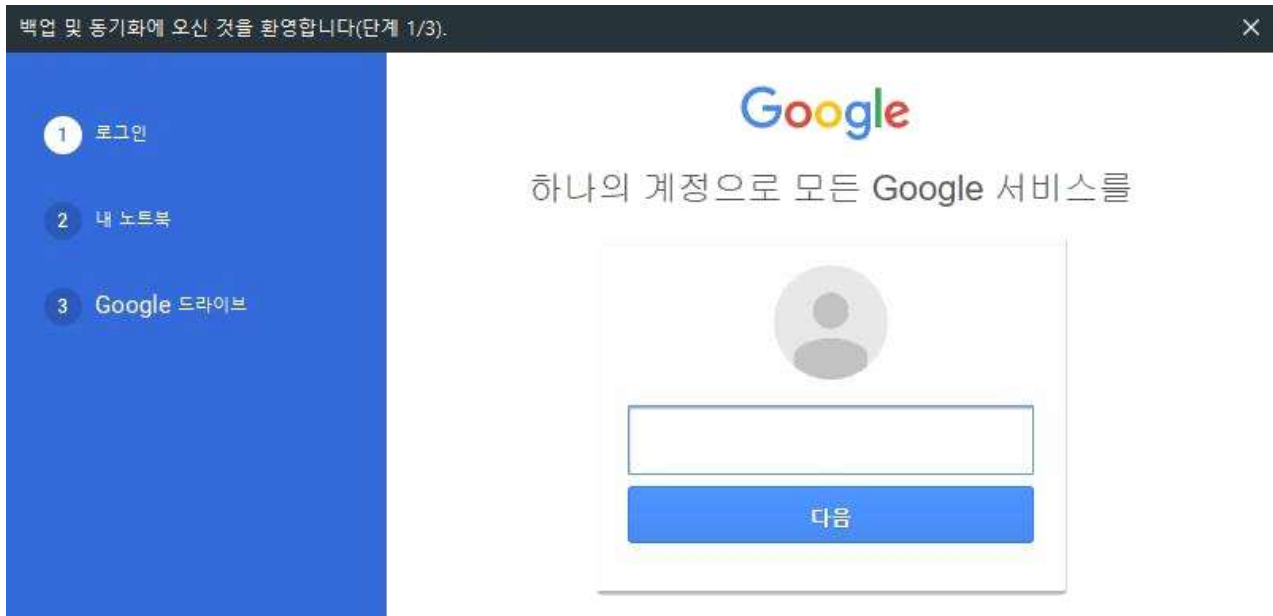 백업 및 동기화에 오신 것을 환영합니다(단계 1/3).
1 로그인
2 내 노트북
3 Google 드라이브
Google
하나의 계정으로 모든 Google 서비스를
다음